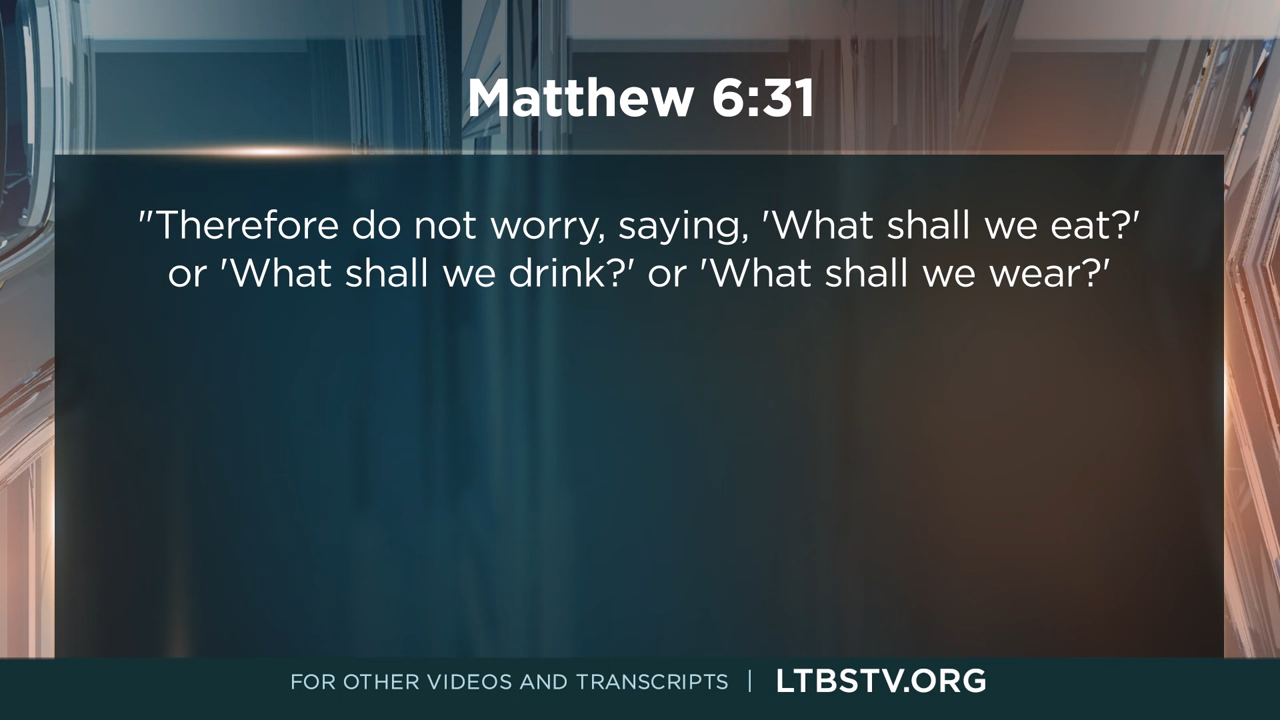 Matthew 6:31
"Therefore do not worry, saying, 'What shall we eat?'
or 'What shall we drink?' or 'What shall we wear?'
FOR OTHER VIDEOS AND TRANSCRIPTS | LTBSTV.ORG